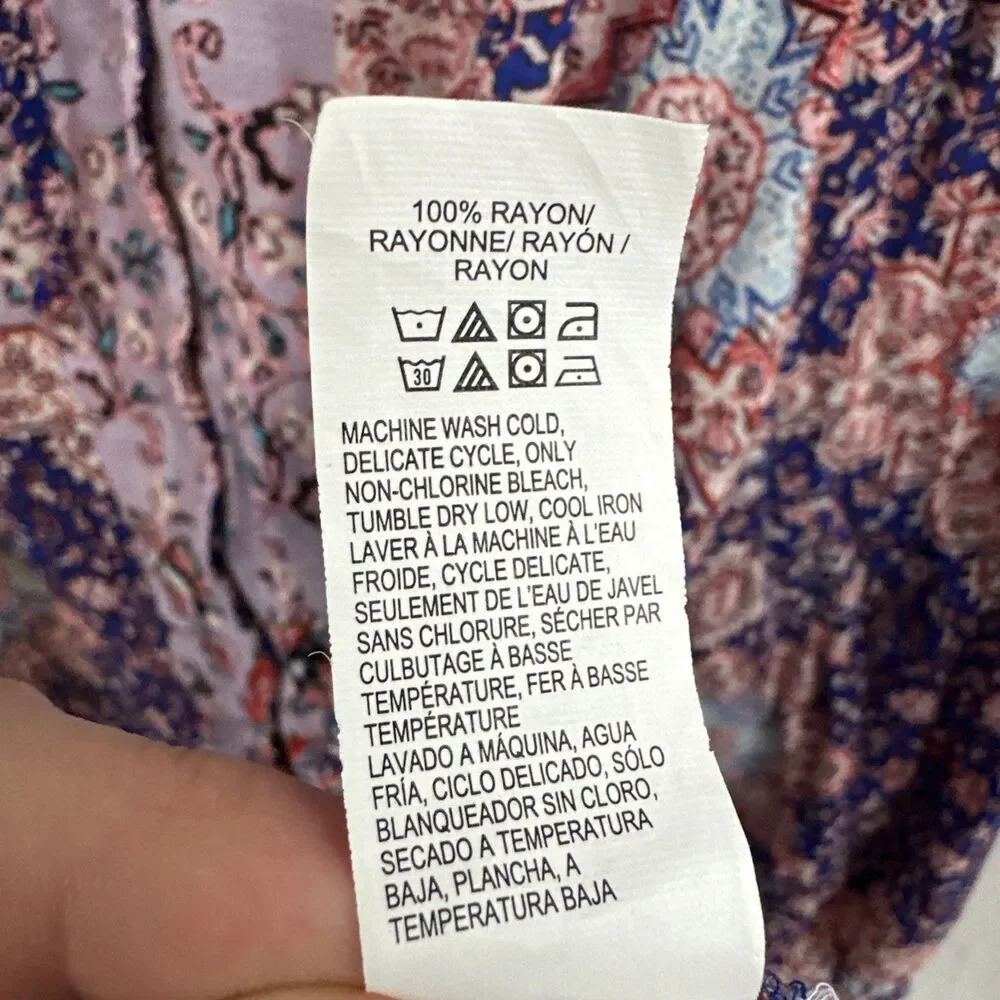 100% RAYON/
RAYONNE/ RAYÓN /
RAYON
30
MACHINE WASH COLD,
DELICATE CYCLE, ONLY
NON-CHLORINE BLEACH,
TUMBLE DRY LOW, COOL IRON
LAVER À LA MACHINE À L'EAU
FROIDE, CYCLE DELICATE,
SEULEMENT DE L'EAU DE JAVEL
SANS CHLORURE, SÉCHER PAR
CULBUTAGE À BASSE
TEMPÉRATURE, FER À BASSE
TEMPÉRATURE
LAVADO A MÁQUINA, AGUA
FRÍA, CICLO DELICADO, SÓLO
BLANQUEADOR SIN CLORO,
SECADO A TEMPERATURA
BAJA, PLANCHA, A
TEMPERATURA BAJA